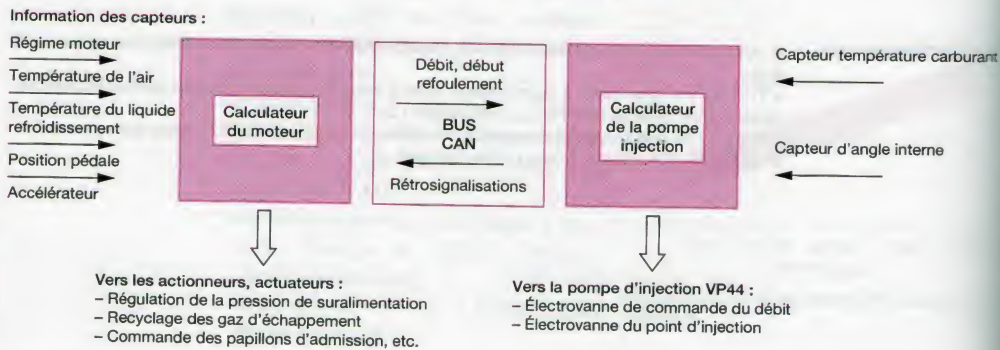 Information des capteurs :
Régime moteur
Température de l'air
Température du liquide
refroidissement
Position pédale
Accélérateur
Calculateur
du moteur
Débit, début
refoulement
BUS
CAN
Rétrosignalisations
Calculateur
de la pompe
injection
Capteur température carburant
Capteur d'angle interne
Vers les actionneurs, actuateurs :
– Régulation de la pression de suralimentation
– Recyclage des gaz d'échappement
– Commande des papillons d'admission, etc.
Vers la pompe d'injection VP44 :
– Électrovanne de commande du débit
– Électrovanne du point d'injection